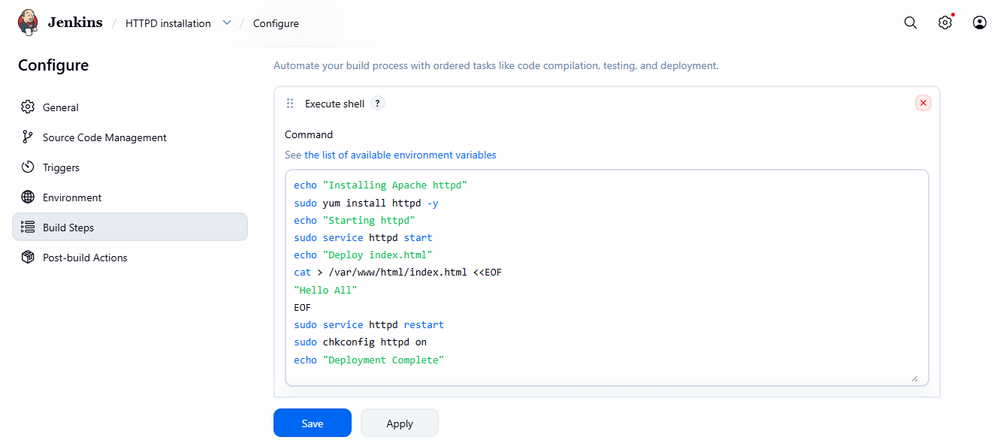 Jenkins / HTTPD installation / Configure
Configure
General
Source Code Management
Triggers
Environment
Build Steps
Post-build Actions
Automate your build process with ordered tasks like code compilation, testing, and deployment.
Execute shell ?
Command
See the list of available environment variables
echo "Installing Apache httpd"
sudo yum install httpd -y
echo "Starting httpd"
sudo service httpd start
echo "Deploy index.html"
cat > /var/www/html/index.html <<EOF
"Hello All"
EOF
sudo service httpd restart
sudo chkconfig httpd on
echo "Deployment Complete"
Save
Apply